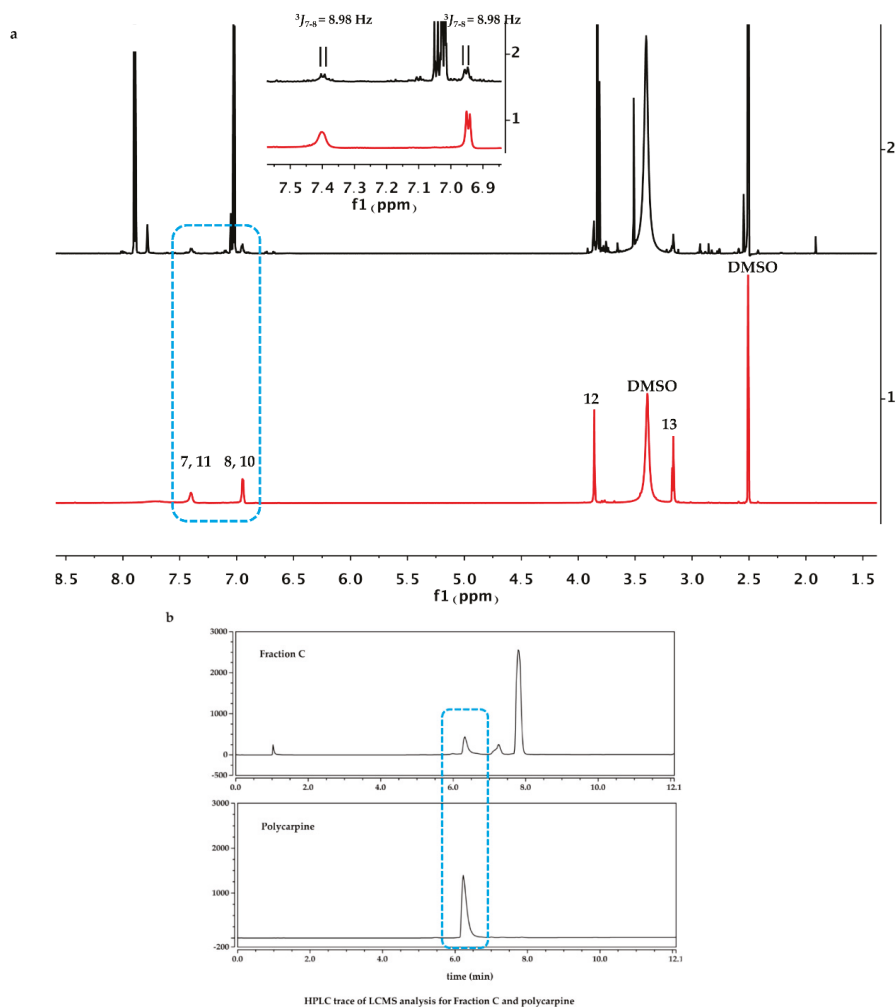 ³J₇₋₈ = 8.98 Hz ³J₇₋₈ = 8.98 Hz
a
2
1
7.5 7.4 7.3 7.2 7.1 7.0 6.9
f1 (ppm)
2
DMSO
1
12
DMSO
13
7, 11
8, 10
8.5 8.0 7.5 7.0 6.5 6.0 5.5 5.0 4.5 4.0 3.5 3.0 2.5 2.0 1.5
f1 (ppm)
b
3000
Fraction C
2000
1000
0
-500
0.0 2.0 4.0 6.0 8.0 10.0 12.1
3000
Polycarpine
2000
1000
-200
0.0 2.0 4.0 6.0 8.0 10.0 12.1
time (min)
HPLC trace of LCMS analysis for Fraction C and polycarpine